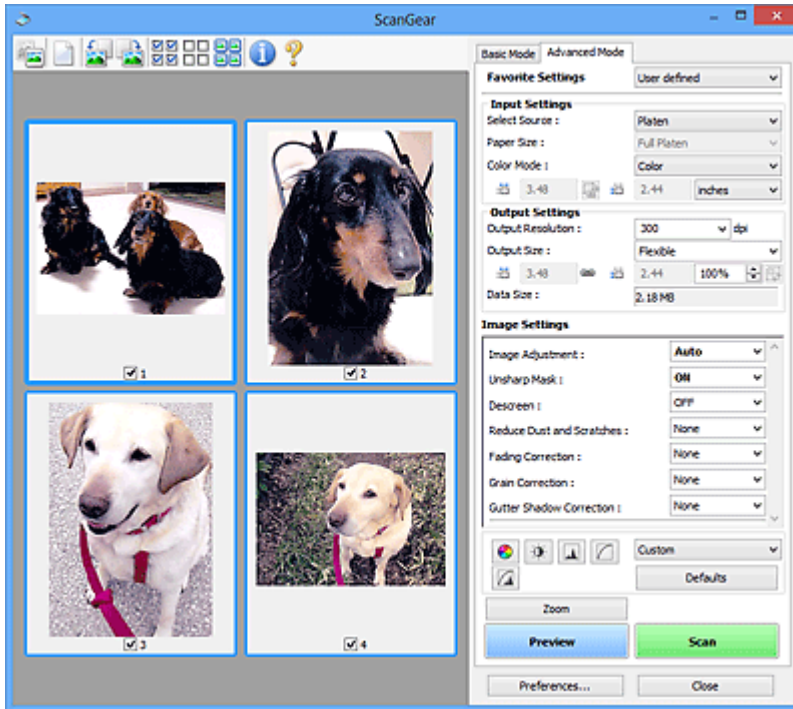 ScanGear
Basic Mode Advanced Mode
Favorite Settings User defined
Input Settings
Select Source : Platen
Paper Size : Full Platen
Color Mode : Color
3.48 2.44 inches
Output Settings
Output Resolution : 300 dpi
Output Size : Flexible
3.48 2.44 100%
Data Size : 2.18 MB
Image Settings
Image Adjustment : Auto
Unsharp Mask : ON
Descreen : OFF
Reduce Dust and Scratches : None
Fading Correction : None
Grain Correction : None
Gutter Shadow Correction : None
Custom
Defaults
Zoom
Preview Scan
Preferences... Close
1
2
3
4